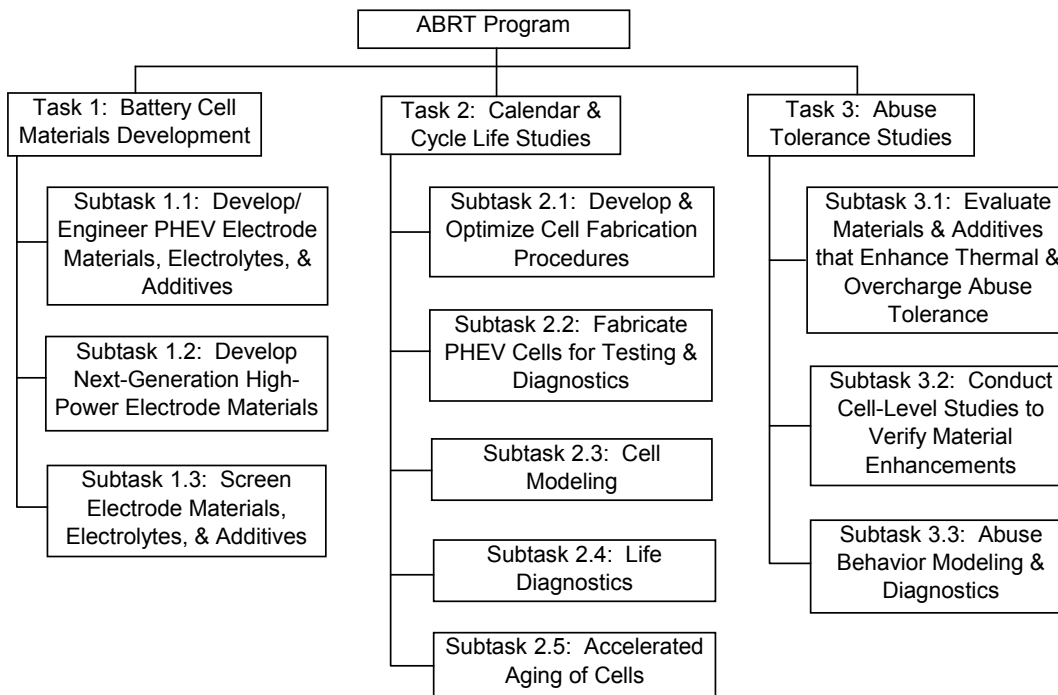 ABRT Program
Task 1: Battery Cell
Materials Development
Subtask 1.1: Develop/
Engineer PHEV Electrode
Materials, Electrolytes, &
Additives
Subtask 1.2: Develop
Next-Generation High-
Power Electrode Materials
Subtask 1.3: Screen
Electrode Materials,
Electrolytes, & Additives
Task 2: Calendar &
Cycle Life Studies
Subtask 2.1: Develop &
Optimize Cell Fabrication
Procedures
Subtask 2.2: Fabricate
PHEV Cells for Testing &
Diagnostics
Subtask 2.3: Cell
Modeling
Subtask 2.4: Life
Diagnostics
Subtask 2.5: Accelerated
Aging of Cells
Task 3: Abuse
Tolerance Studies
Subtask 3.1: Evaluate
Materials & Additives
that Enhance Thermal &
Overcharge Abuse
Tolerance
Subtask 3.2: Conduct
Cell-Level Studies to
Verify Material
Enhancements
Subtask 3.3: Abuse
Behavior Modeling &
Diagnostics